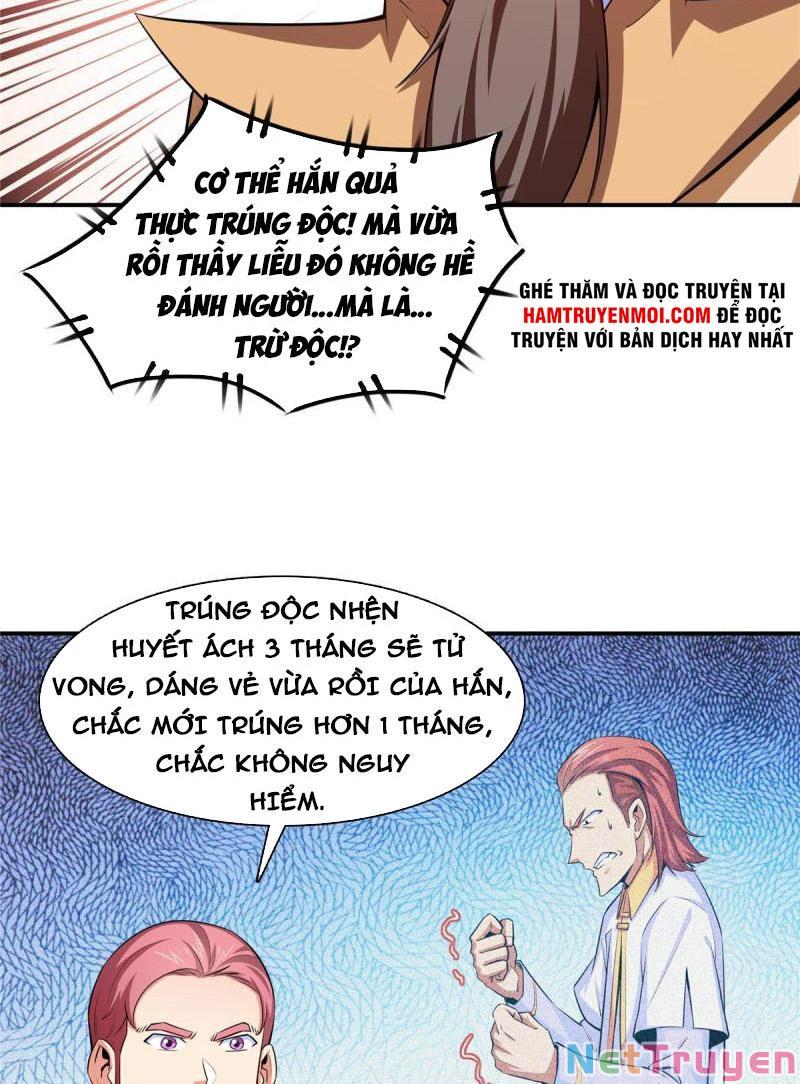 CƠ THỂ HẮN QUẢ
THỰC TRÚNG ĐỘC! MÀ VỪA
RỒI THẦY LIỄU ĐÓ KHÔNG HỀ
ĐÁNH NGƯỜI...MÀ LÀ...
TRỪ ĐỘC!?
GHÉ THĂM VÀ ĐỌC TRUYỆN TẠI
HAMTRUYENMOI.COM ĐỂ ĐỌC
TRUYỆN VỚI BẢN DỊCH HAY NHẤT
TRÚNG ĐỘC NHỆN
HUYẾT ÁCH 3 THÁNG SẼ TỬ
VONG, DÁNG VẺ VỪA RỒI CỦA HẮN,
CHẮC MỚI TRÚNG HƠN 1 THÁNG,
CHẮC KHÔNG NGUY
HIỂM.
NetTruyen